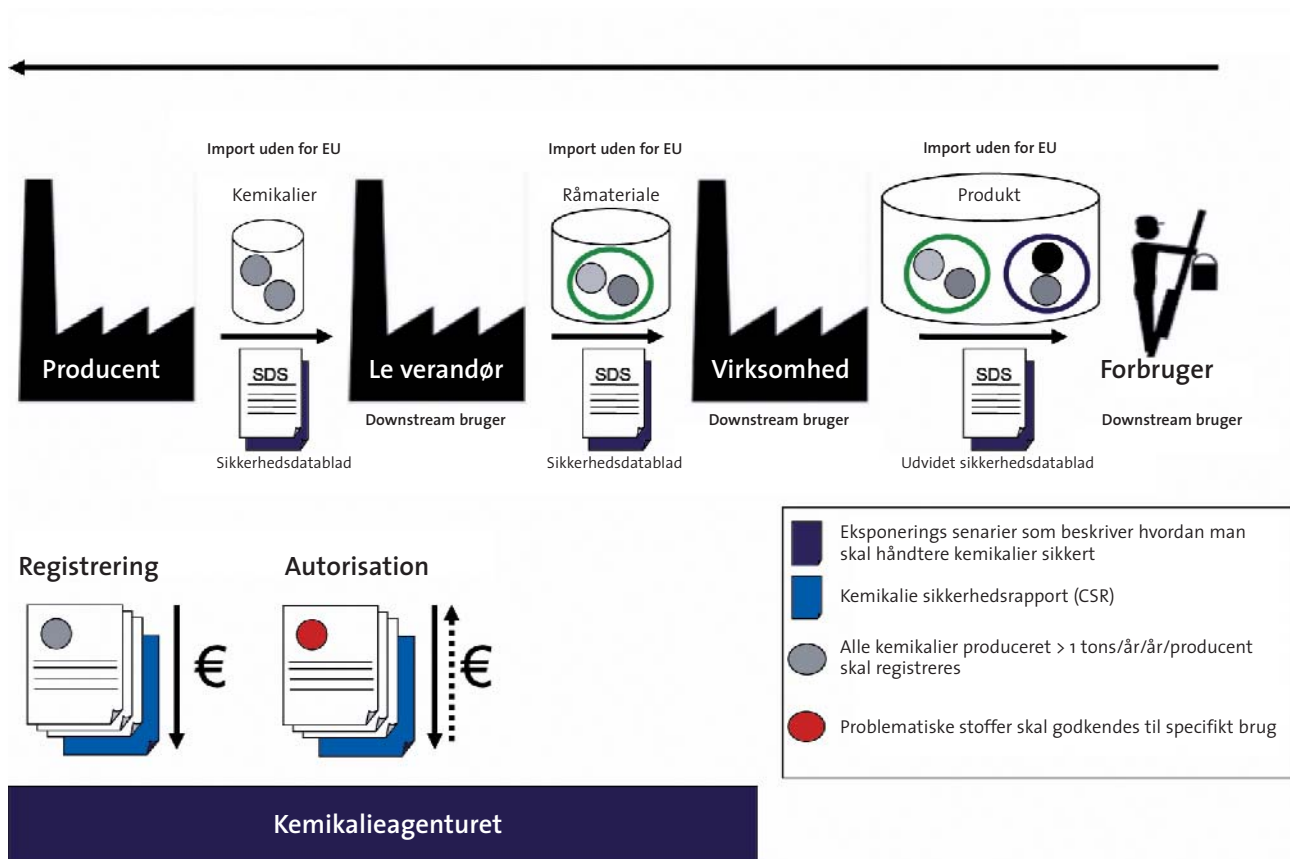 Import uden for EU
Import uden for EU
Import uden for EU
Kemikalier
Råmateriale
Produkt
Producent
Le verandør
Virksomhed
Forbruger
SDS
SDS
SDS
Downstream bruger
Downstream bruger
Downstream bruger
Sikkerhedsdatablad
Sikkerhedsdatablad
Udvidet sikkerhedsdatablad
Registrering
Autorisation
€
€
Kemikalieagenturet
Eksponerings senarier som beskriver hvordan man
skal håndtere kemikalier sikkert
Kemikalie sikkerhedsrapport (CSR)
Alle kemikalier produceret > 1 tons/år/år/producent
skal registreres
Problematiske stoffer skal godkendes til specifikt brug